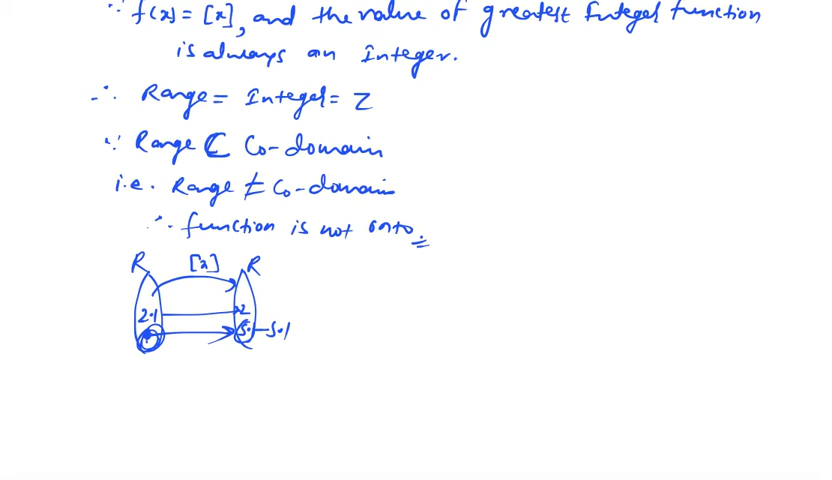 ∵ f(x) = [x], and the value of greatest Integer function
is always an Integer.
∴ Range = Integer = Z
∵ Range ⊂ Co-domain
i.e. Range ≠ Co-domain
∴ function is not onto.
R [x] R
2.1 2
? 5.1 5.1